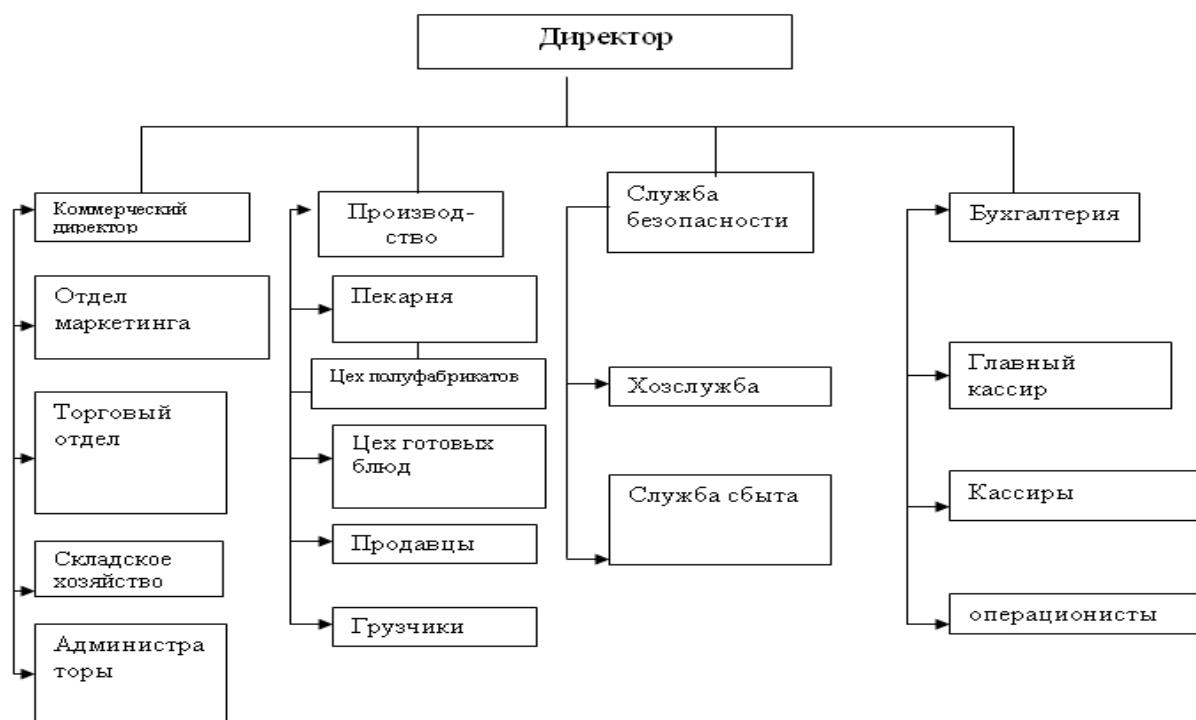 Директор
Коммерческий
директор
Отдел
маркетинга
Торговый
отдел
Складское
хозяйство
Администра
торы
Производ-
ство
Пекарня
Цех полуфабрикатов
Цех готовых
блюд
Продавцы
Грузчики
Служба
безопасности
Хозслужба
Служба сбыта
Бухгалтерия
Главный
кассир
Кассиры
операционисты